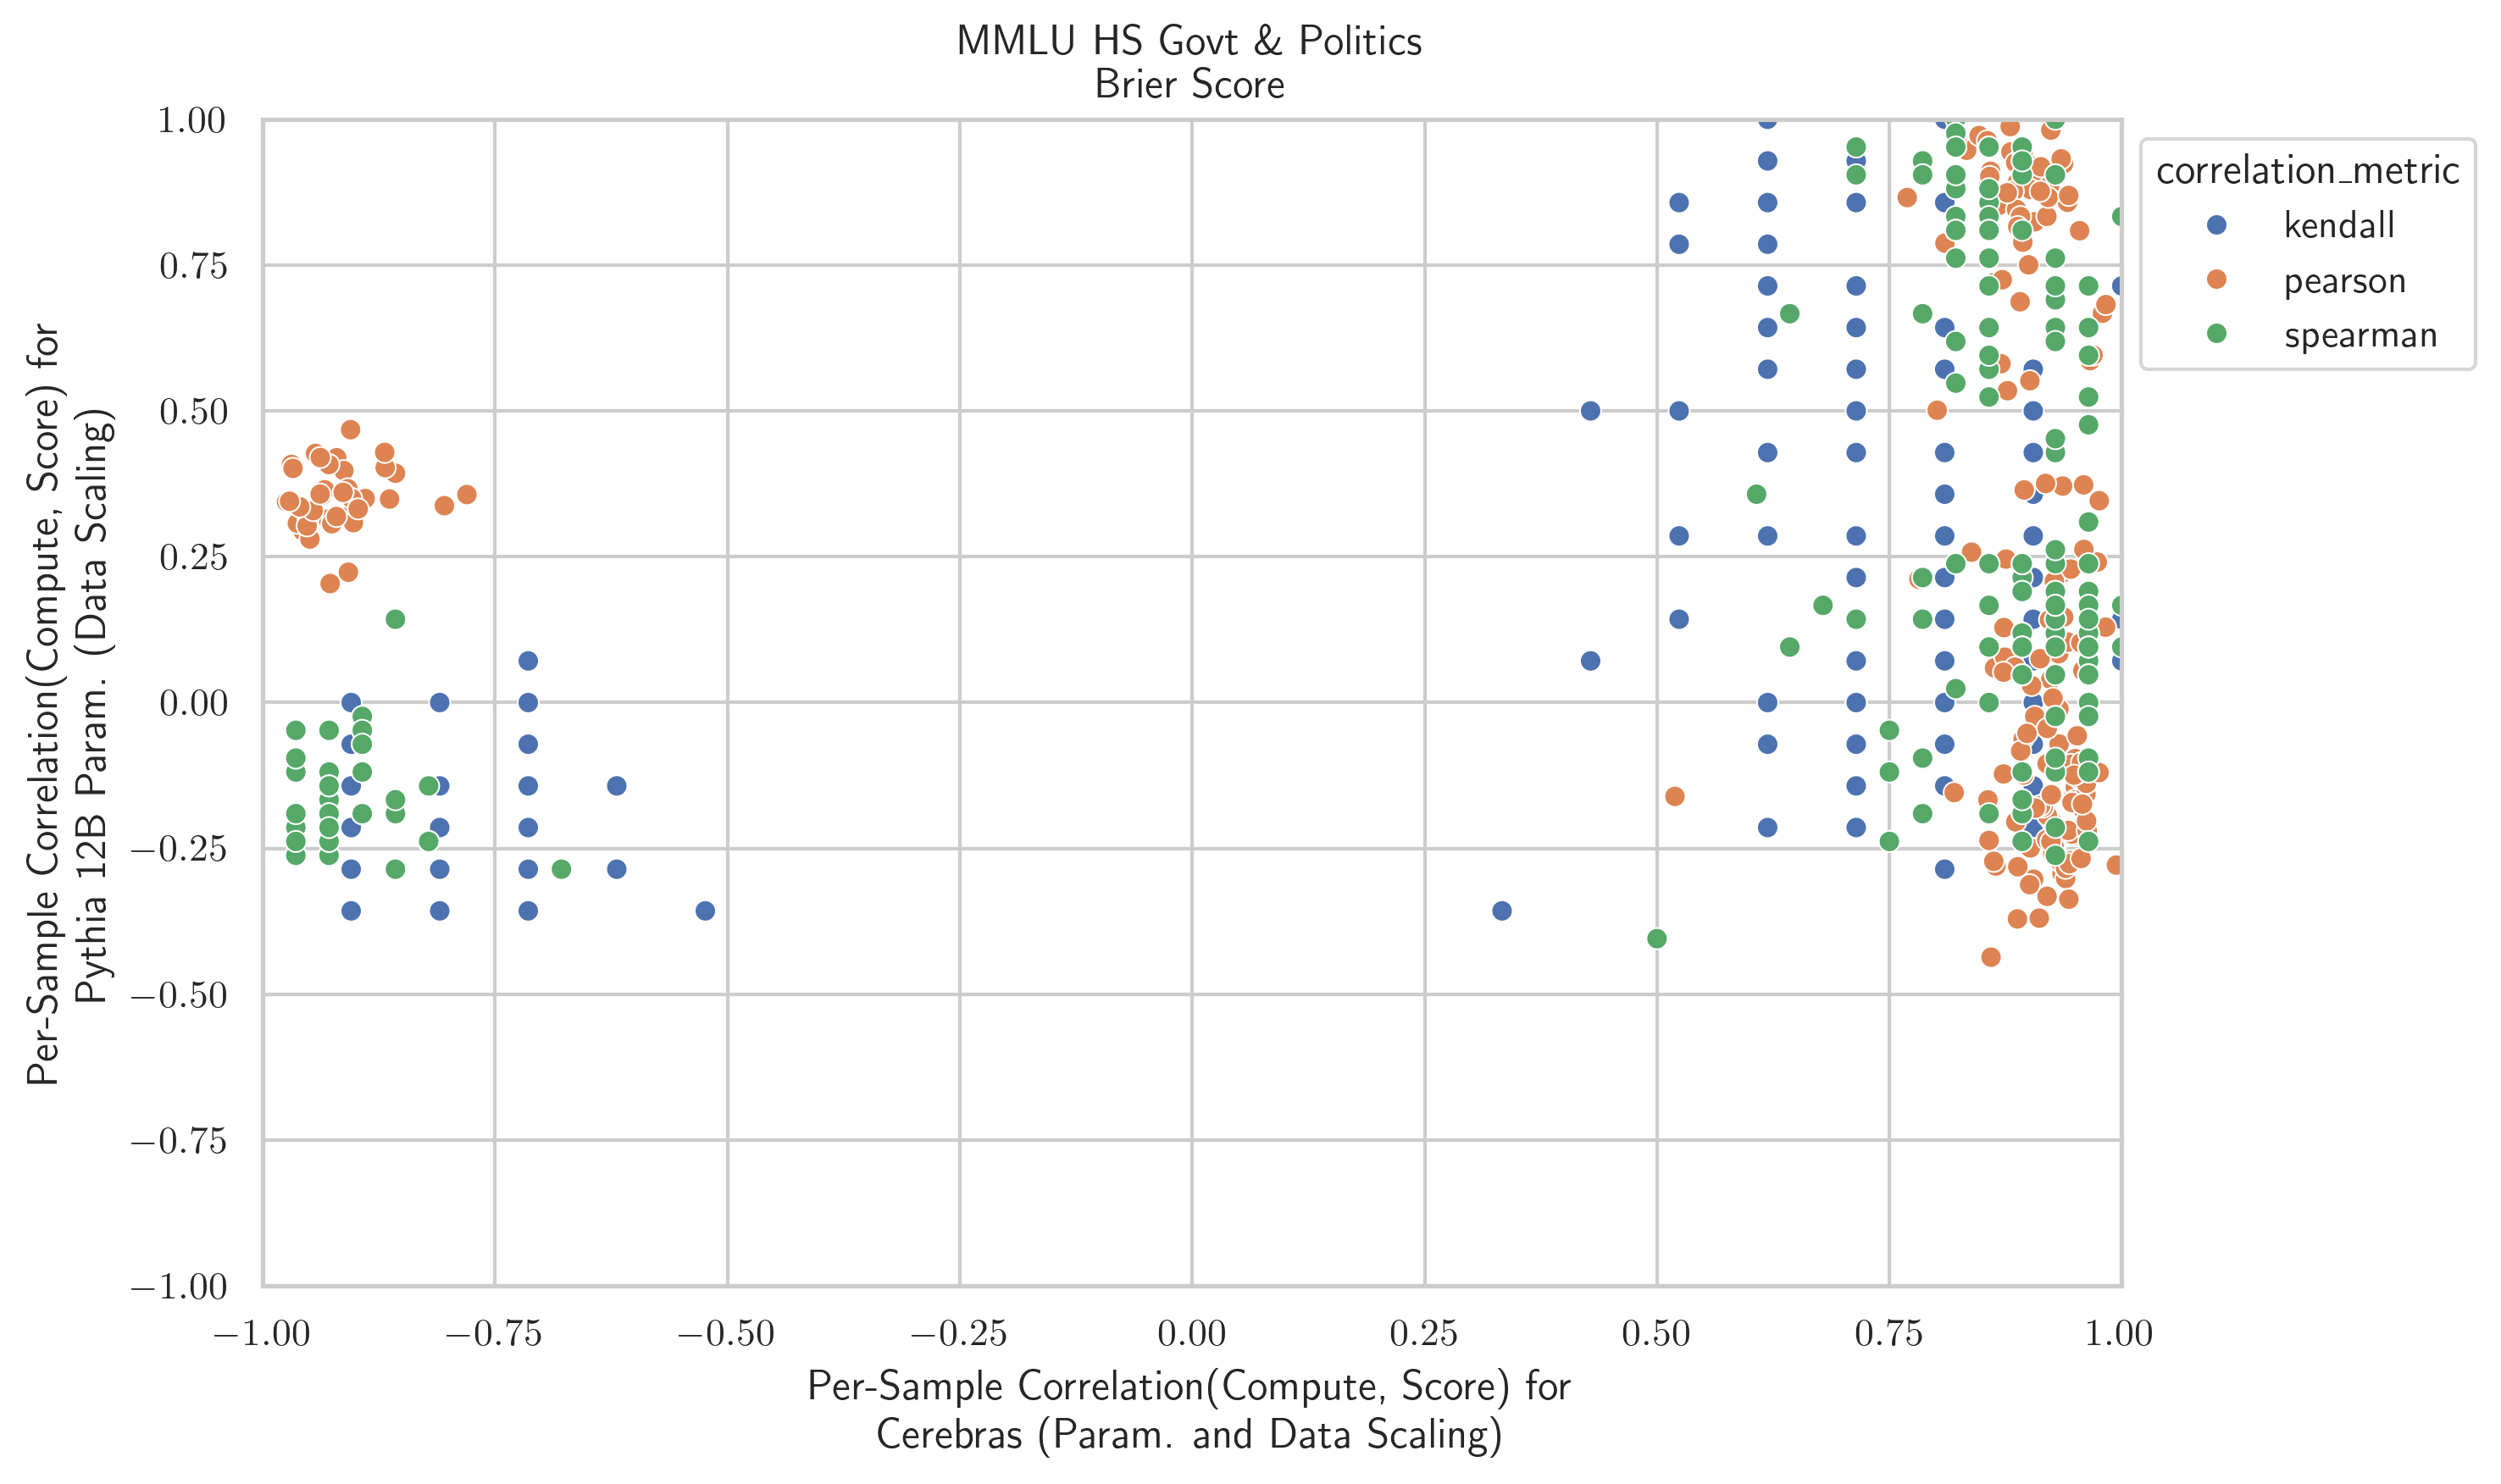 MMLU HS Govt & Politics
Brier Score
Per-Sample Correlation(Compute, Score) for
Pythia 12B Param. (Data Scaling)
1.00
0.75
0.50
0.25
0.00
−0.25
−0.50
−0.75
−1.00
−1.00 −0.75 −0.50 −0.25 0.00 0.25 0.50 0.75 1.00
Per-Sample Correlation(Compute, Score) for
Cerebras (Param. and Data Scaling)
correlation_metric
kendall
pearson
spearman